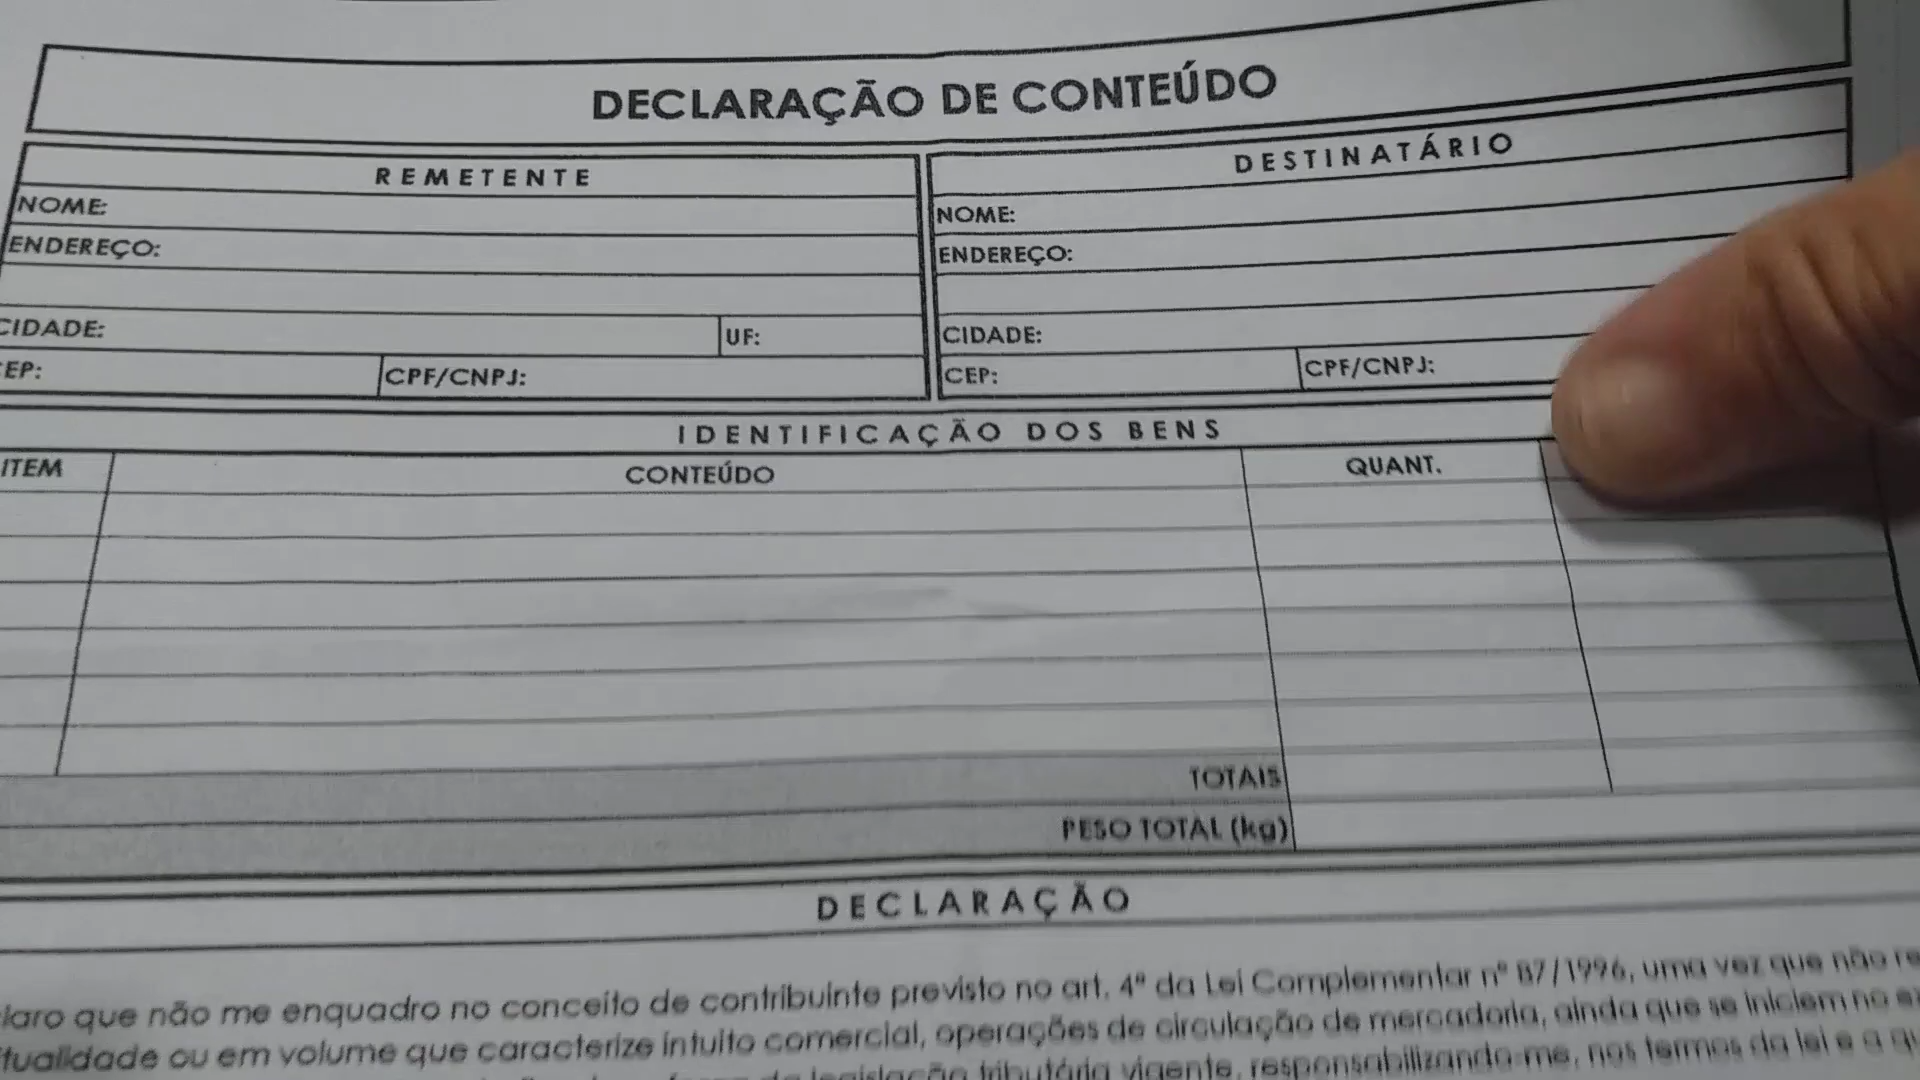 DECLARAÇÃO DE CONTEÚDO
REMETENTE
NOME:
ENDEREÇO:
CIDADE:
UF:
CEP:
CPF/CNPJ:
DESTINATÁRIO
NOME:
ENDEREÇO:
CIDADE:
CEP:
CPF/CNPJ:
IDENTIFICAÇÃO DOS BENS
ITEM
CONTEÚDO
QUANT.
TOTAIS
PESO TOTAL (kg)
DECLARAÇÃO
laro que não me enquadro no conceito de contribuinte previsto no art. 4º da Lei Complementar nº 87/1996, uma vez que não re
tualidade ou em volume que caracterize intuito comercial, operações de circulação de mercadoria, ainda que se iniciem no ex
legislação tributária vigente, responsabilizando-me, nos termos da lei e a qu